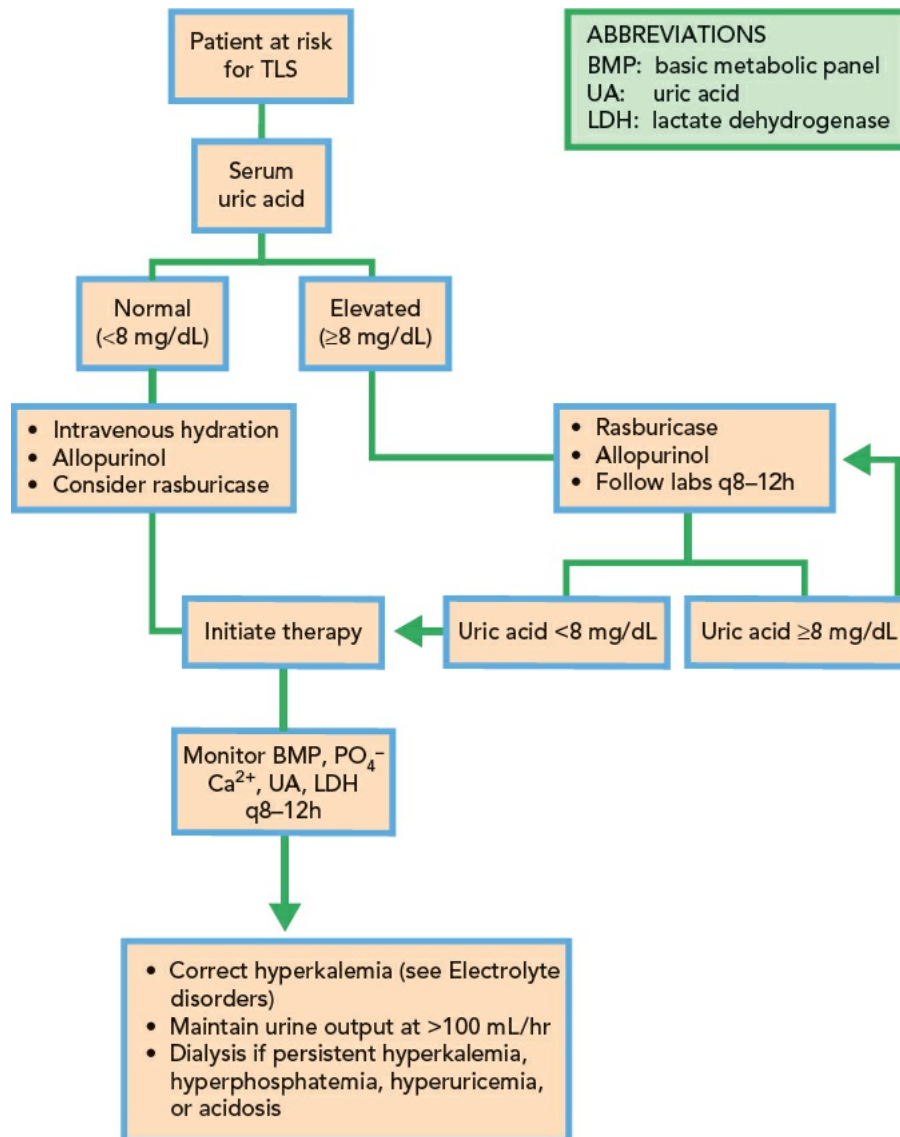 Patient at risk
for TLS
ABBREVIATIONS
BMP: basic metabolic panel
UA: uric acid
LDH: lactate dehydrogenase
Serum
uric acid
Normal
(<8 mg/dL)
Elevated
(≥8 mg/dL)
• Intravenous hydration
• Allopurinol
• Consider rasburicase
• Rasburicase
• Allopurinol
• Follow labs q8–12h
Initiate therapy
Uric acid <8 mg/dL
Uric acid ≥8 mg/dL
Monitor BMP, PO₄⁻
Ca²⁺, UA, LDH
q8–12h
• Correct hyperkalemia (see Electrolyte
disorders)
• Maintain urine output at >100 mL/hr
• Dialysis if persistent hyperkalemia,
hyperphosphatemia, hyperuricemia,
or acidosis